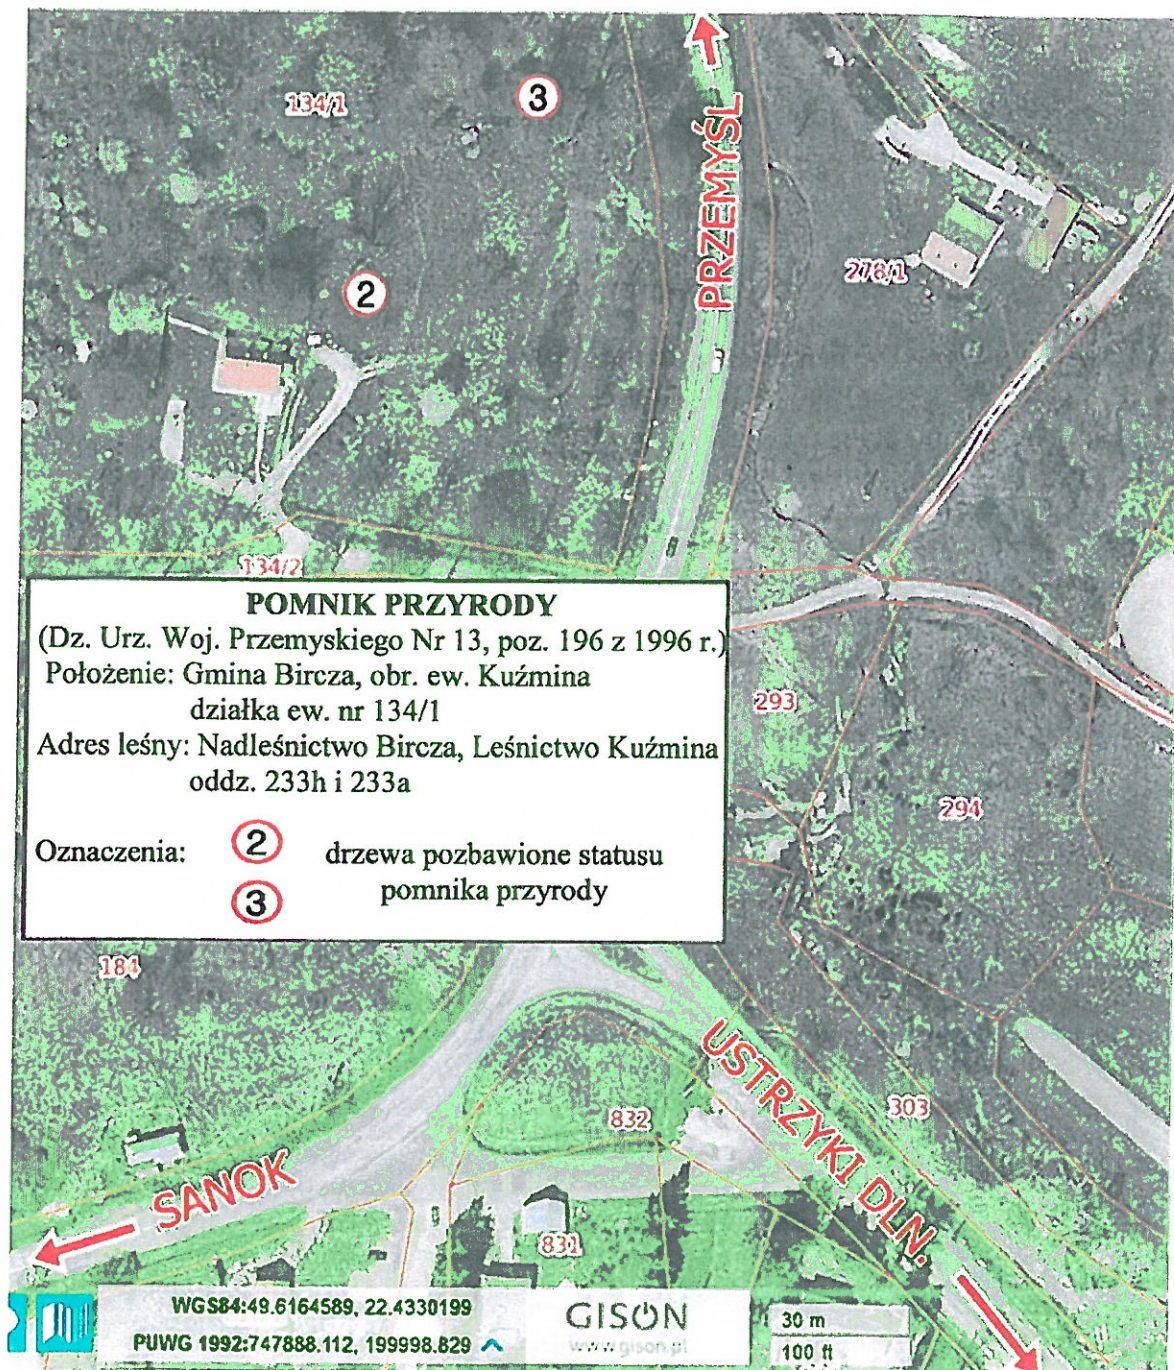 134/1
3
PRZEMYŚL
278/1
2
134/2
POMNIK PRZYRODY
(Dz. Urz. Woj. Przemyskiego Nr 13, poz. 196 z 1996 r.)
Położenie: Gmina Bircza, obr. ew. Kuźmina
działka ew. nr 134/1
Adres leśny: Nadleśnictwo Bircza, Leśnictwo Kuźmina
oddz. 233h i 233a
Oznaczenia: 2 drzewa pozbawione statusu
3 pomnika przyrody
293
294
184
USTRZYKI DLN.
303
832
SANOK
831
WGS84:49.6164589, 22.4330199
PUWG 1992:747888.112, 199998.829
GISON
www.gison.pl
30 m
100 ft